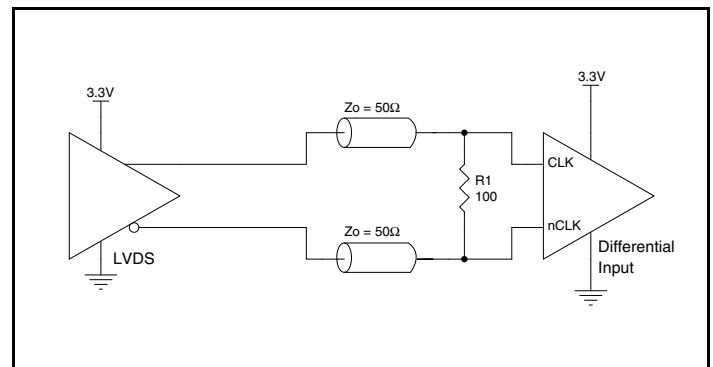 3.3V
3.3V
Zo = 50Ω
CLK
R1
100
nCLK
Zo = 50Ω
Differential
Input
LVDS